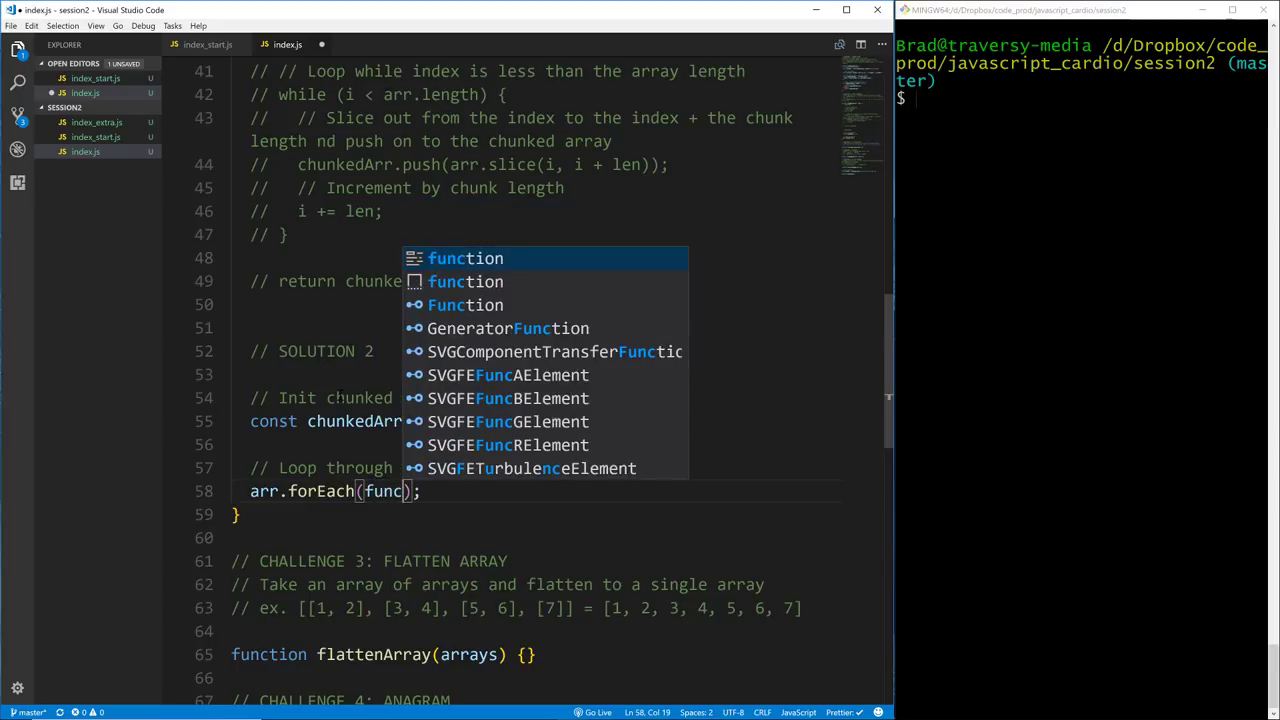 index.js - session2 - Visual Studio Code
File Edit Selection View Go Debug Tasks Help
EXPLORER
OPEN EDITORS 1 UNSAVED
index_start.js U
index.js U
SESSION2
index_extra.js U
index_start.js U
index.js U
index_start.js index.js
41 // Loop while index is less than the array length
42 // while (i < arr.length) {
43 // // Slice out from the index to the index + the chunk
length nd push on to the chunked array
44 // chunkedArr.push(arr.slice(i, i + len));
45 // // Increment by chunk length
46 // i += len;
47 // }
48
49 // return chunke
50
51
52 // SOLUTION 2
53
54 // Init chunked
55 const chunkedArr
56
57 // Loop through
58 arr.forEach(func);
59 }
60
61 // CHALLENGE 3: FLATTEN ARRAY
62 // Take an array of arrays and flatten to a single array
63 // ex. [[1, 2], [3, 4], [5, 6], [7]] = [1, 2, 3, 4, 5, 6, 7]
64
65 function flattenArray(arrays) {}
66
67 // CHALLENGE 4: ANAGRAM
function
function
Function
GeneratorFunction
SVGComponentTransferFunctic
SVGFEFuncAElement
SVGFEFuncBElement
SVGFEFuncGElement
SVGFEFuncRElement
SVGFETurbulenceElement
master* 0 0 Go Live Ln 58, Col 19 Spaces: 2 UTF-8 CRLF JavaScript Prettier: ✓
MINGW64:/d/Dropbox/code_prod/javascript_cardio/session2
Brad@traversy-media /d/Dropbox/code_
prod/javascript_cardio/session2 (mas
ter)
$